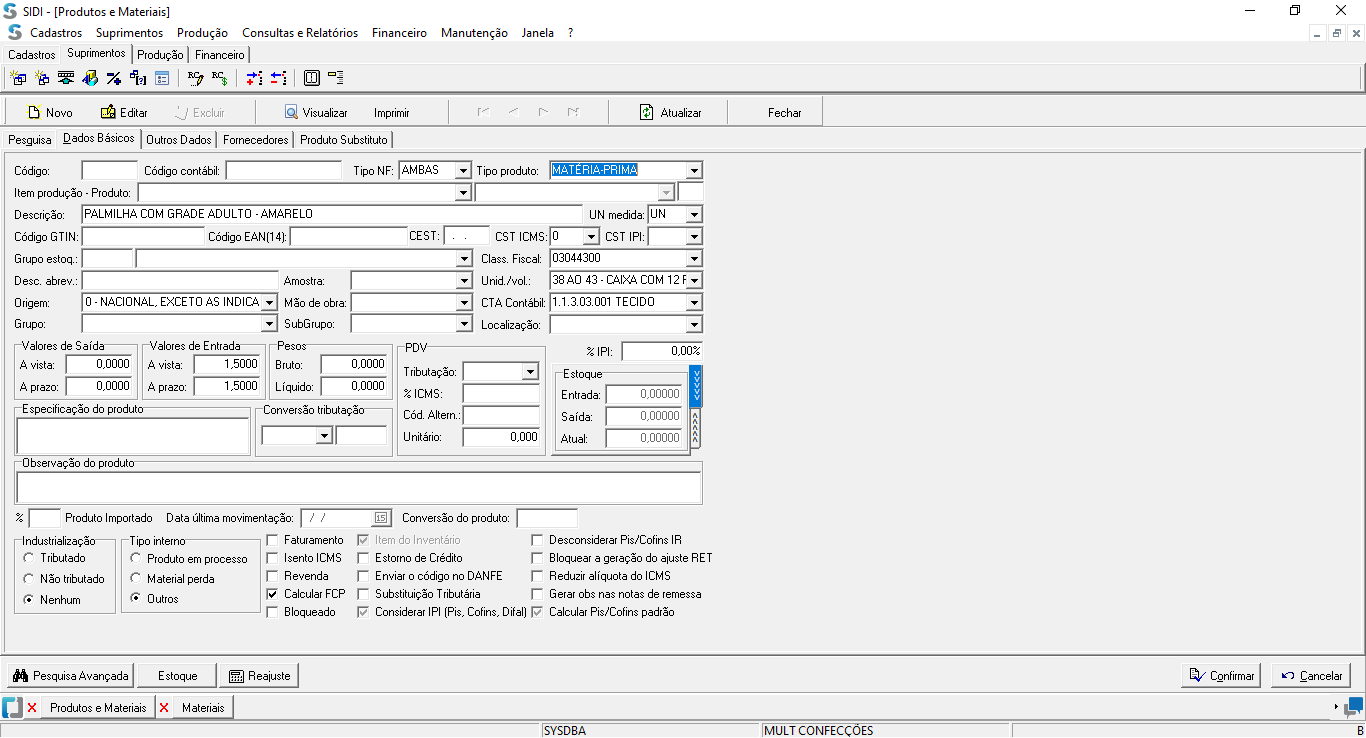 SIDI - [Produtos e Materiais]
Cadastros Suprimentos Produção Consultas e Relatórios Financeiro Manutenção Janela ?
Cadastros Suprimentos Produção Financeiro
Novo Editar Excluir Visualizar Imprimir Atualizar Fechar
Pesquisa Dados Básicos Outros Dados Fornecedores Produto Substituto
Código: Código contábil: Tipo NF: AMBAS Tipo produto: MATÉRIA-PRIMA
Item produção - Produto:
Descrição: PALMILHA COM GRADE ADULTO - AMARELO UN medida: UN
Código GTIN: Código EAN(14): CEST: . . CST ICMS: 0 CST IPI:
Grupo estoq.: Class. Fiscal: 03044300
Desc. abrev.: Amostra: Unid./vol.: 38 AO 43 - CAIXA COM 12 F
Origem: 0 - NACIONAL, EXCETO AS INDICA Mão de obra: CTA Contábil: 1.1.3.03.001 TECIDO
Grupo: SubGrupo: Localização:
Valores de Saída Valores de Entrada Pesos PDV % IPI: 0,00%
A vista: 0,0000 A vista: 1,5000 Bruto: 0,0000 Tributação: Estoque
A prazo: 0,0000 A prazo: 1,5000 Líquido: 0,0000 % ICMS: Entrada: 0,00000
Especificação do produto Conversão tributação Cód. Altern.: Saída: 0,00000
Unitário: 0,000 Atual: 0,00000
Observação do produto
% Produto Importado Data última movimentação: / / 15 Conversão do produto:
Industrialização Tipo interno Faturamento Item do Inventário Desconsiderar Pis/Cofins IR
Tributado Produto em processo Isento ICMS Estorno de Crédito Bloquear a geração do ajuste RET
Não tributado Material perda Revenda Enviar o código no DANFE Reduzir alíquota do ICMS
Nenhum Outros Calcular FCP Substituição Tributária Gerar obs nas notas de remessa
Bloqueado Considerar IPI (Pis, Cofins, Difal) Calcular Pis/Cofins padrão
Pesquisa Avançada Estoque Reajuste Confirmar Cancelar
Produtos e Materiais Materiais
SYSDBA MULT CONFECÇÕES B